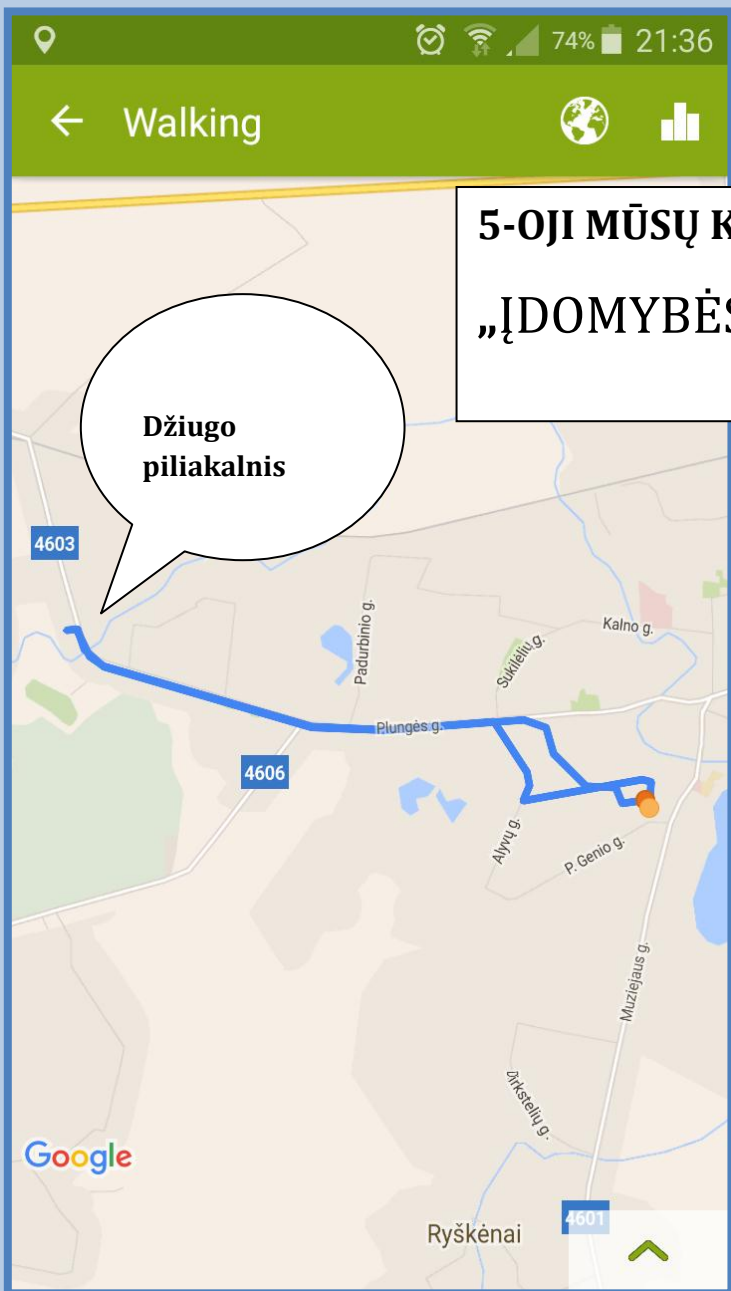 74% 21:36
Walking
5-OJI MŪSŲ
„ĮDOMYBĖS
Džiugo
piliakalnis
4603
Padurbinio g.
Sukilėlių g.
Kalno g.
Plungės g.
4606
Alyvų g.
P. Genio g.
Muziejaus g.
Dirkstelių g.
Google
Ryškėnai
4601